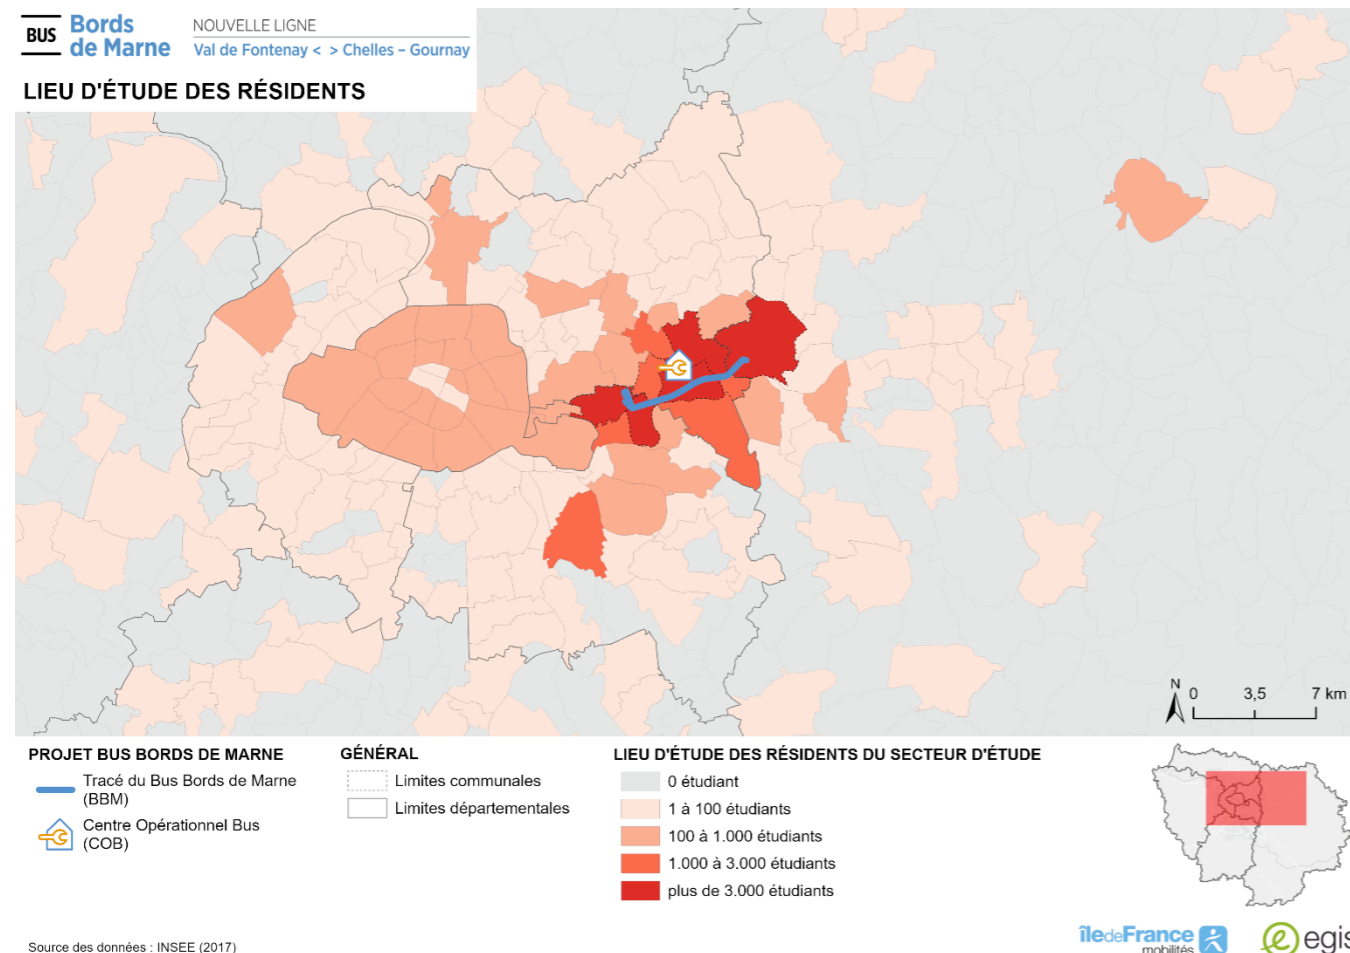 BUS
Bords
de Marne
NOUVELLE LIGNE
Val de Fontenay < > Chelles – Gournay
LIEU D'ÉTUDE DES RÉSIDENTS
N
0 3,5 7 km
PROJET BUS BORDS DE MARNE
Tracé du Bus Bords de Marne
(BBM)
Centre Opérationnel Bus
(COB)
GÉNÉRAL
Limites communales
Limites départementales
LIEU D'ÉTUDE DES RÉSIDENTS DU SECTEUR D'ÉTUDE
0 étudiant
1 à 100 étudiants
100 à 1.000 étudiants
1.000 à 3.000 étudiants
plus de 3.000 étudiants
Source des données : INSEE (2017)
îledeFrance
mobilités
egis